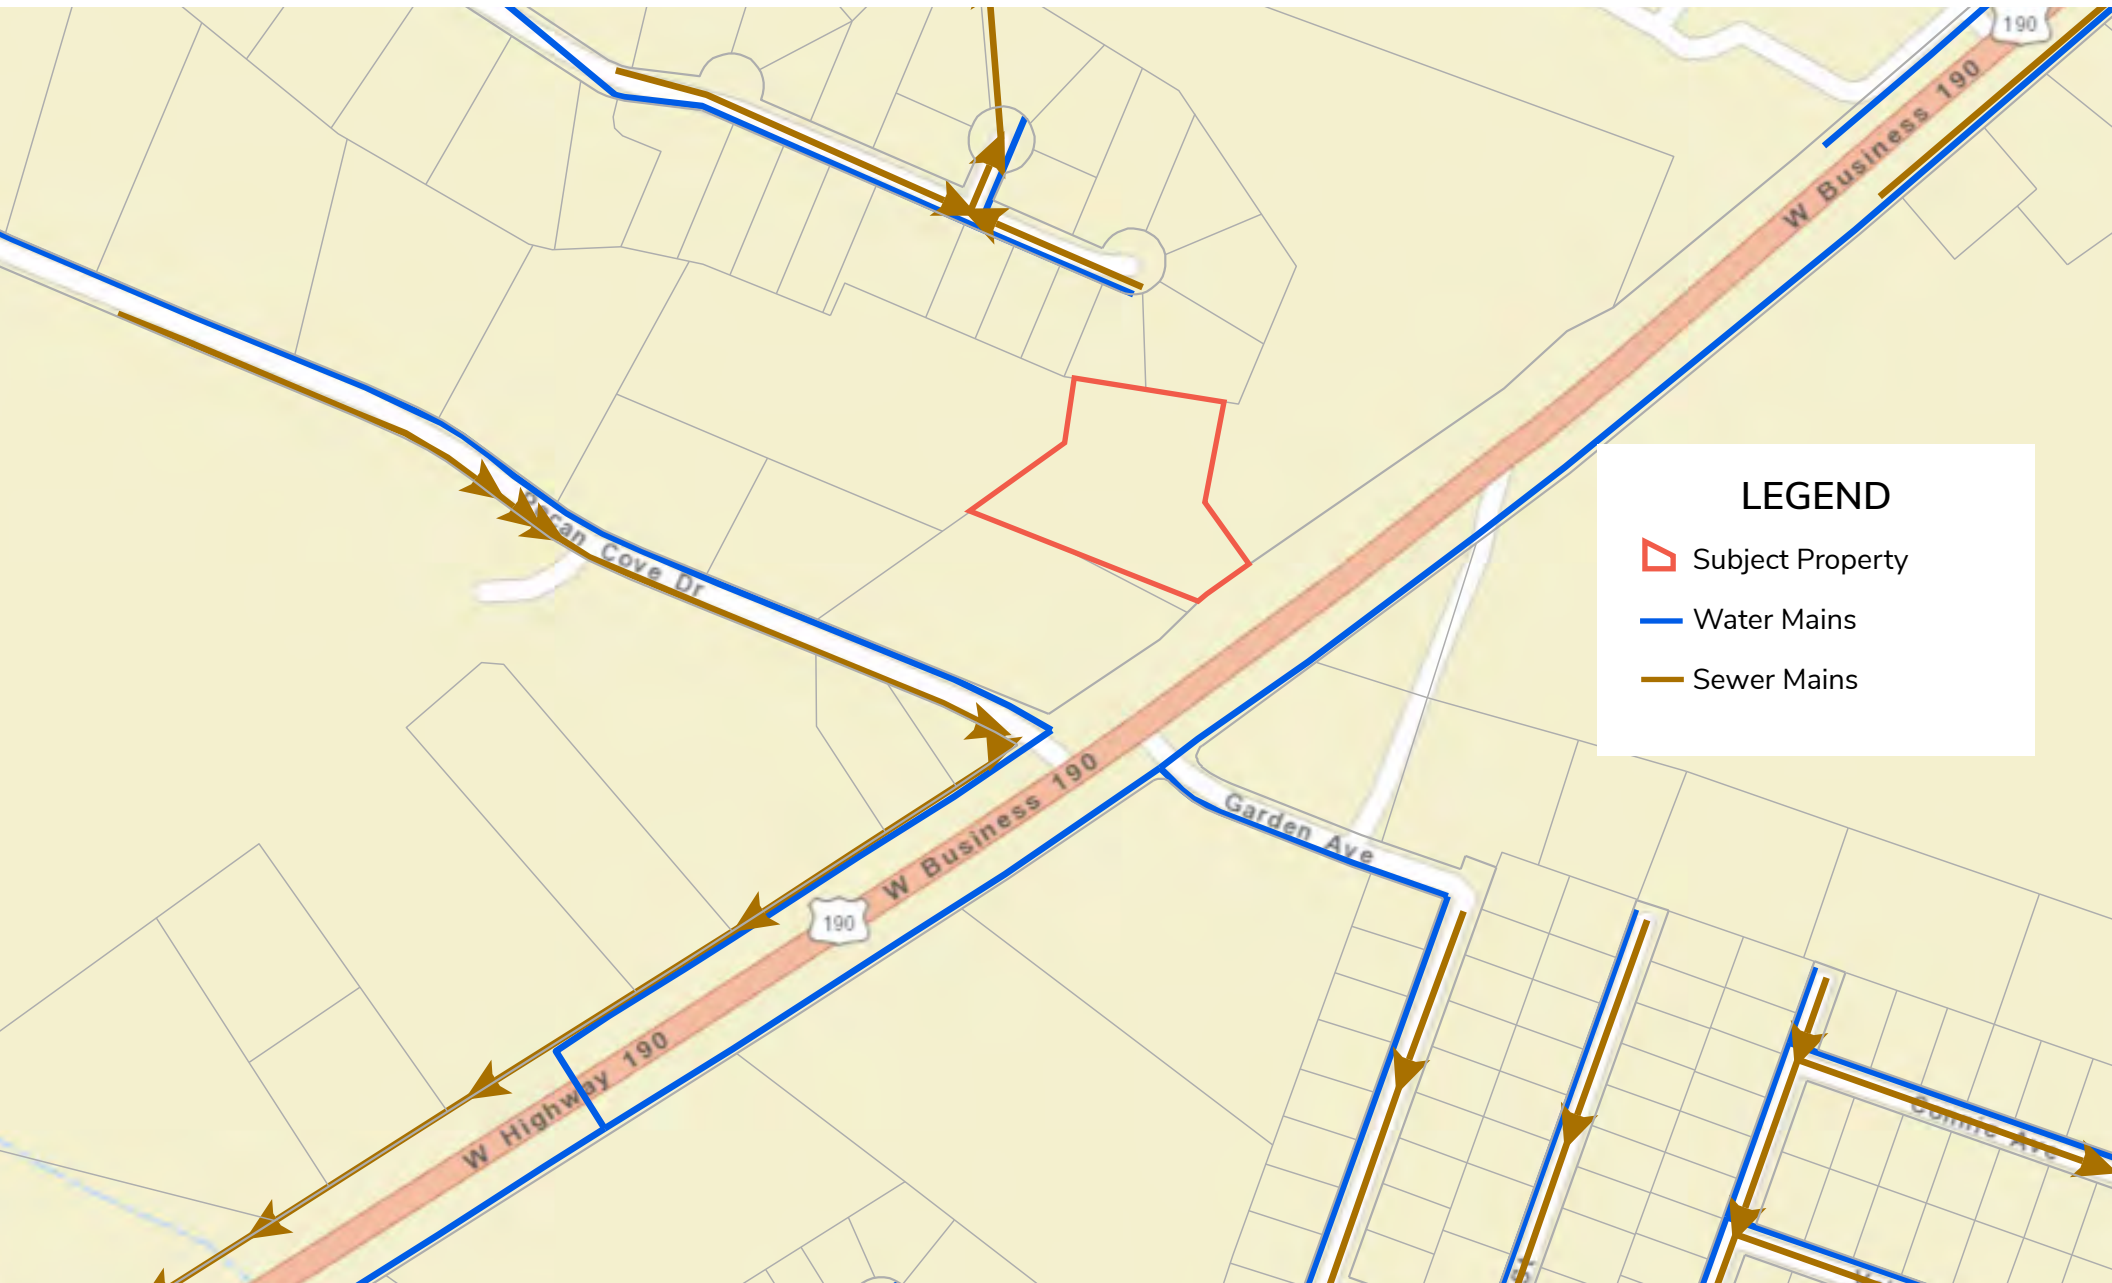 190
W Business 190
LEGEND
Subject Property
Water Mains
Sewer Mains
Pecan Cove Dr
W Business 190
Garden Ave
190
W Highway 190
Connie Ave